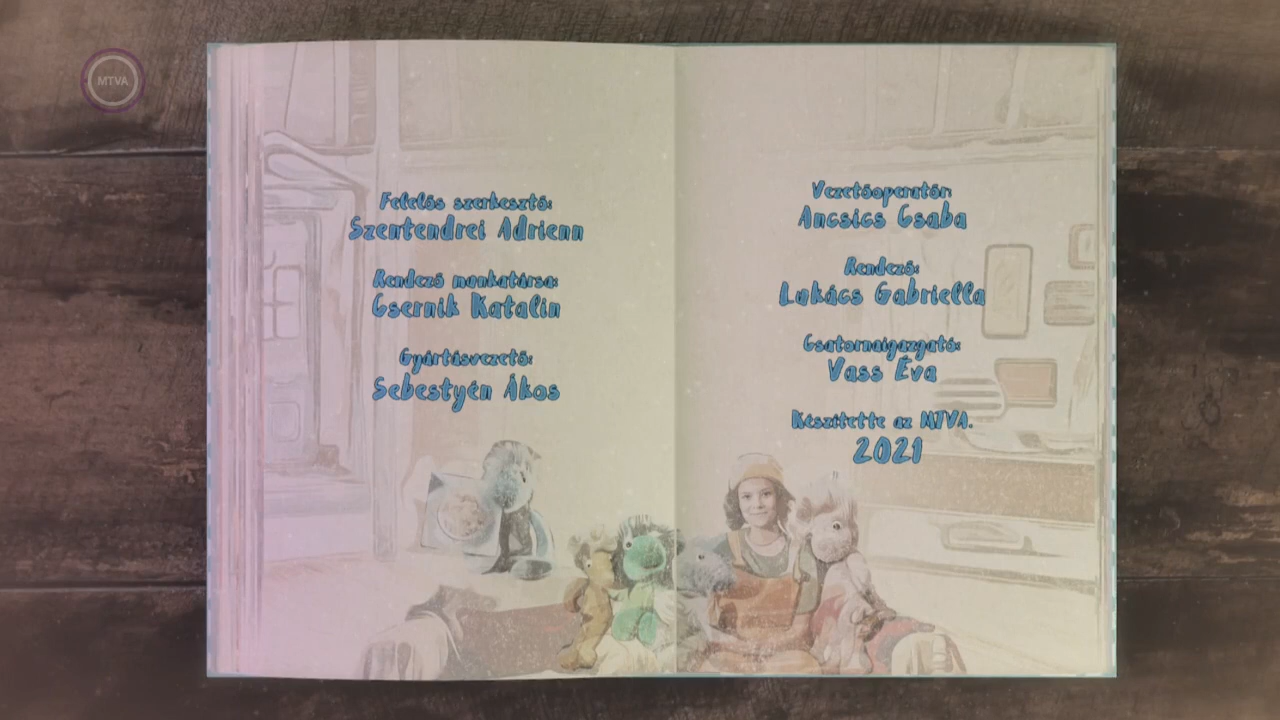 MTVA
Felelős szerkesztő:
Szentendrei Adrienn
Rendező munkatársa:
Csernik Katalin
Gyártásvezető:
Sebestyén Ákos
Vezetőoperatőr:
Ancsics Csaba
Rendező:
Lukács Gabriella
Csatornaigazgató:
Vass Éva
Készítette az MTVA.
2021